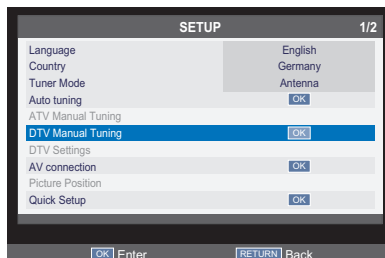 SETUP 1/2
Language English
Country Germany
Tuner Mode Antenna
Auto tuning OK
ATV Manual Tuning
DTV Manual Tuning OK
DTV Settings
AV connection OK
Picture Position
Quick Setup OK
OK Enter RETURN Back